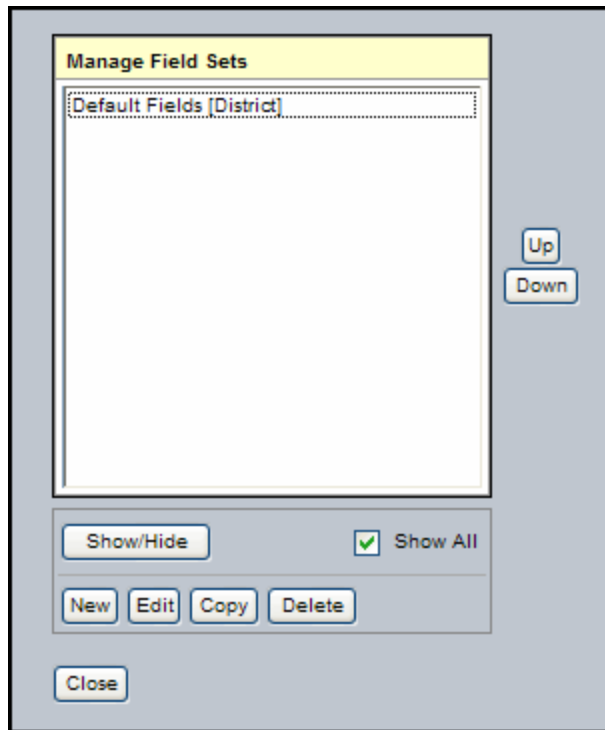 Manage Field Sets
Default Fields [District]
Up
Down
Show/Hide
Show All
New Edit Copy Delete
Close